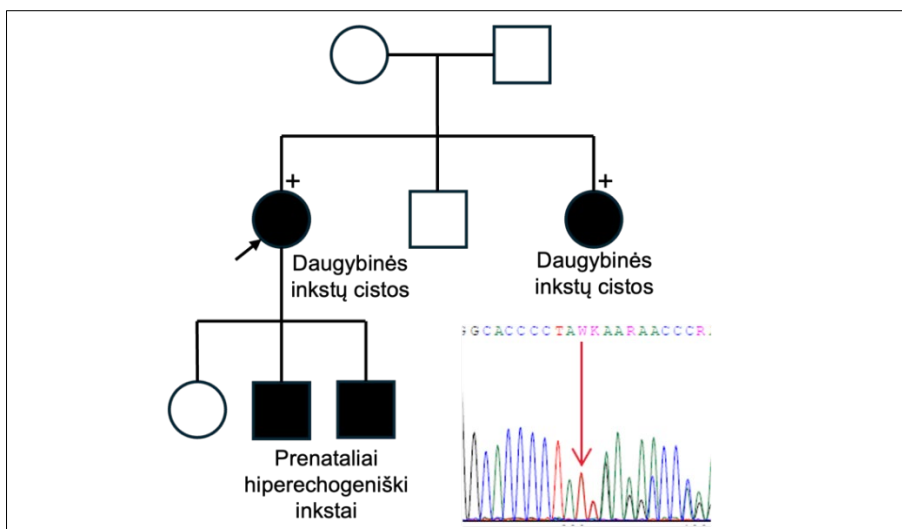 +
+
Daugybinės
inkstų cistos
Daugybinės
inkstų cistos
GGCACCCCTAWKAARAACCCR
Prenataliai
hiperechogeniški
inkstai